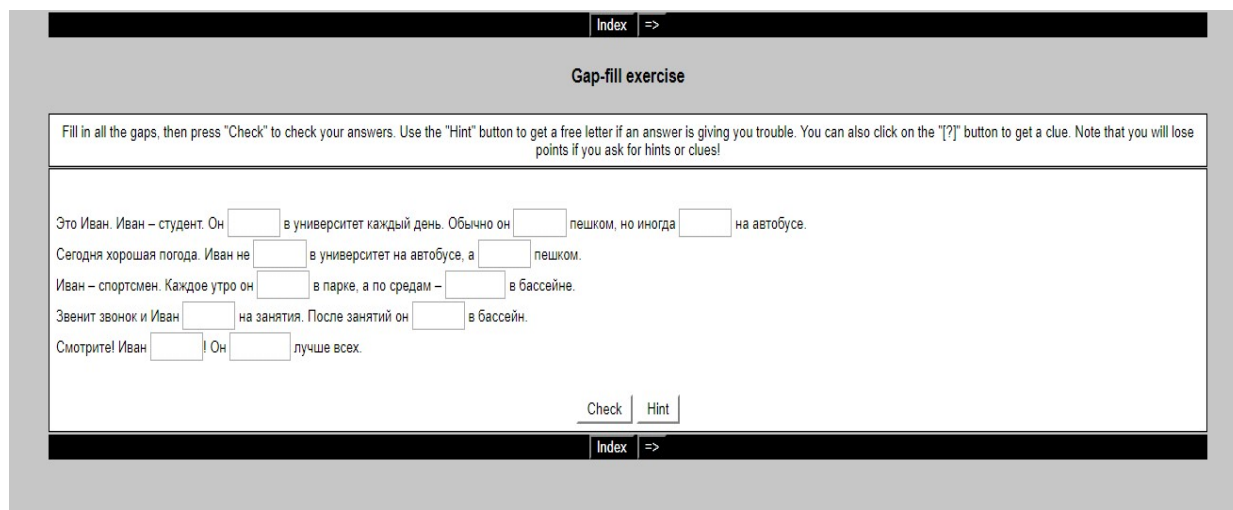 Index =>
Gap-fill exercise
Fill in all the gaps, then press "Check" to check your answers. Use the "Hint" button to get a free letter if an answer is giving you trouble. You can also click on the "[?]" button to get a clue. Note that you will lose
points if you ask for hints or clues!
Это Иван. Иван – студент. Он в университет каждый день. Обычно он пешком, но иногда на автобусе.
Сегодня хорошая погода. Иван не в университет на автобусе, а пешком.
Иван – спортсмен. Каждое утро он в парке, а по средам – в бассейне.
Звенит звонок и Иван на занятия. После занятий он в бассейн.
Смотрите! Иван ! Он лучше всех.
Check Hint
Index =>